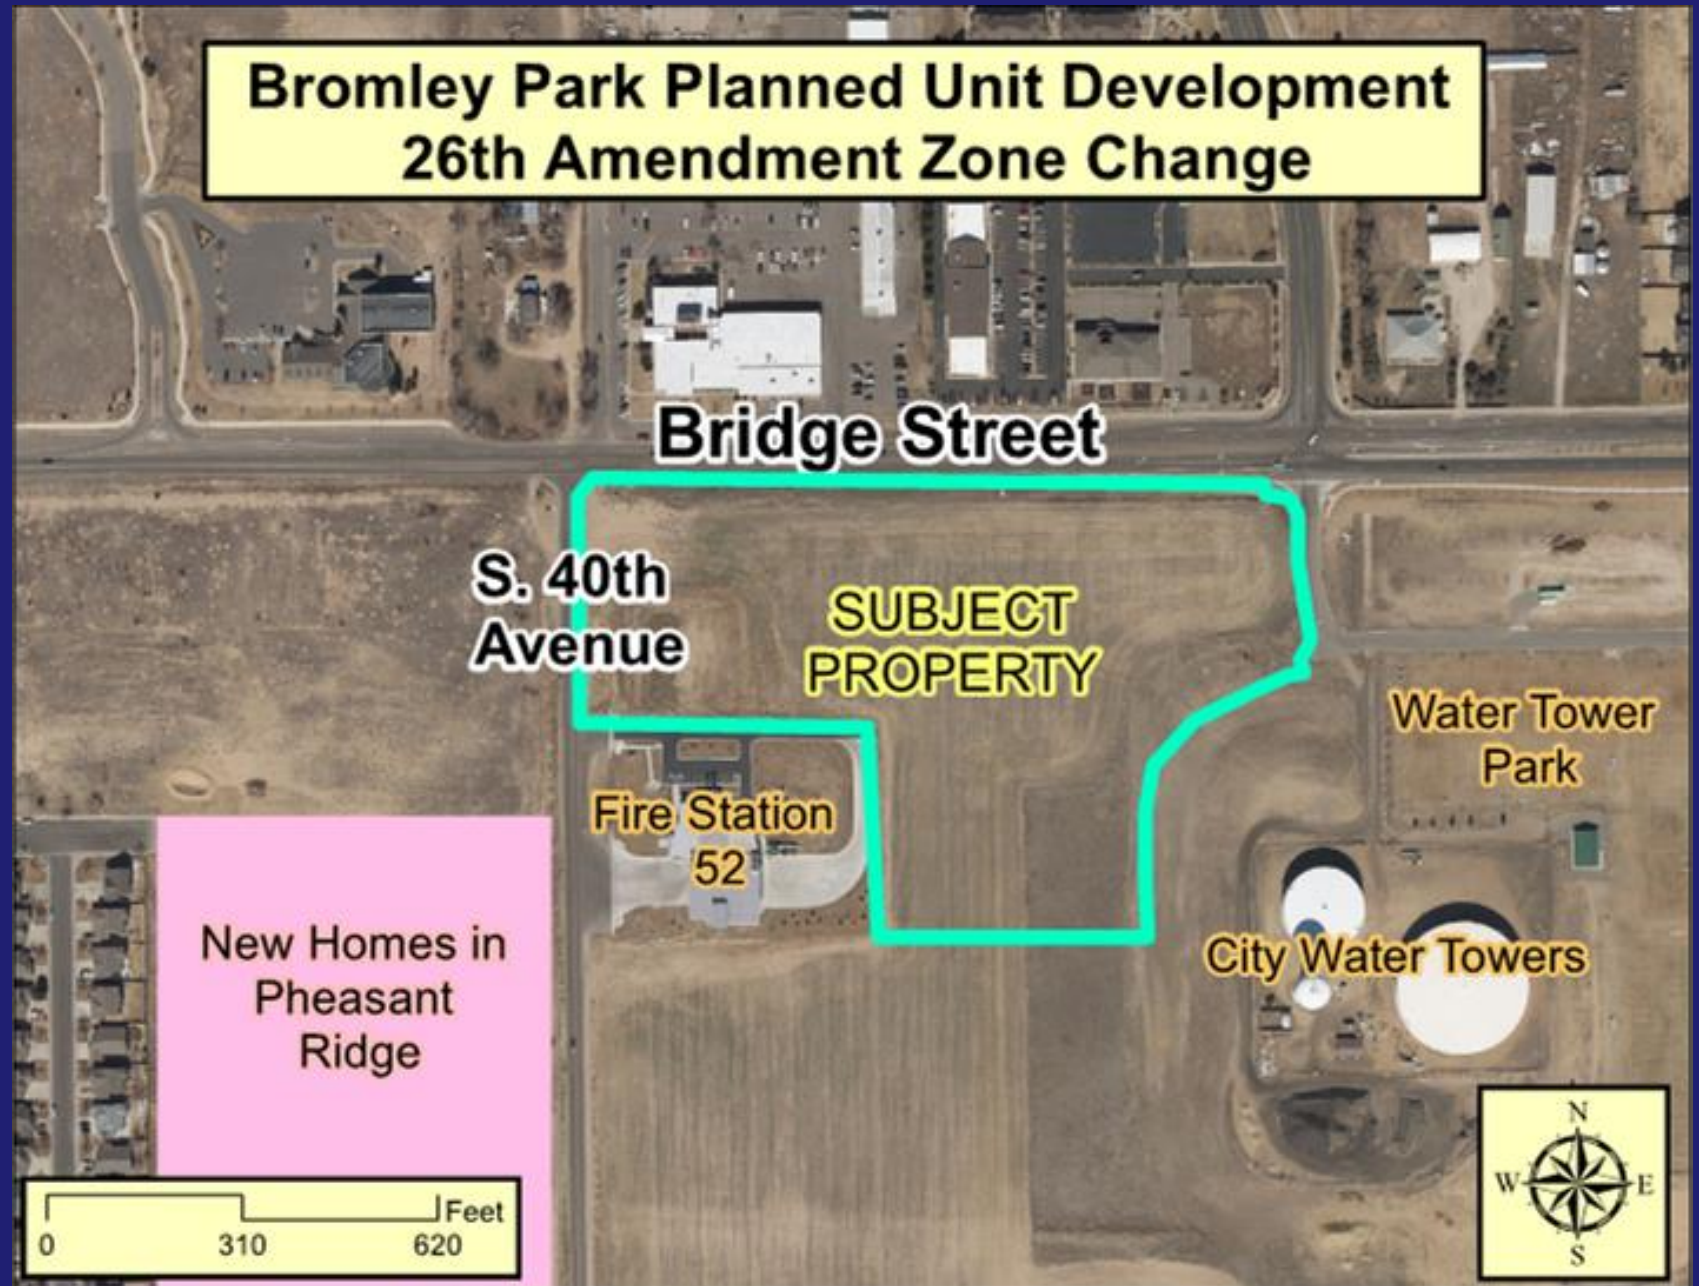 Bromley Park Planned Unit Development
26th Amendment Zone Change
Bridge Street
S. 40th
Avenue
SUBJECT
PROPERTY
Water Tower
Park
Fire Station
52
New Homes in
Pheasant
Ridge
City Water Towers
N
W E
S
Feet
0 310 620